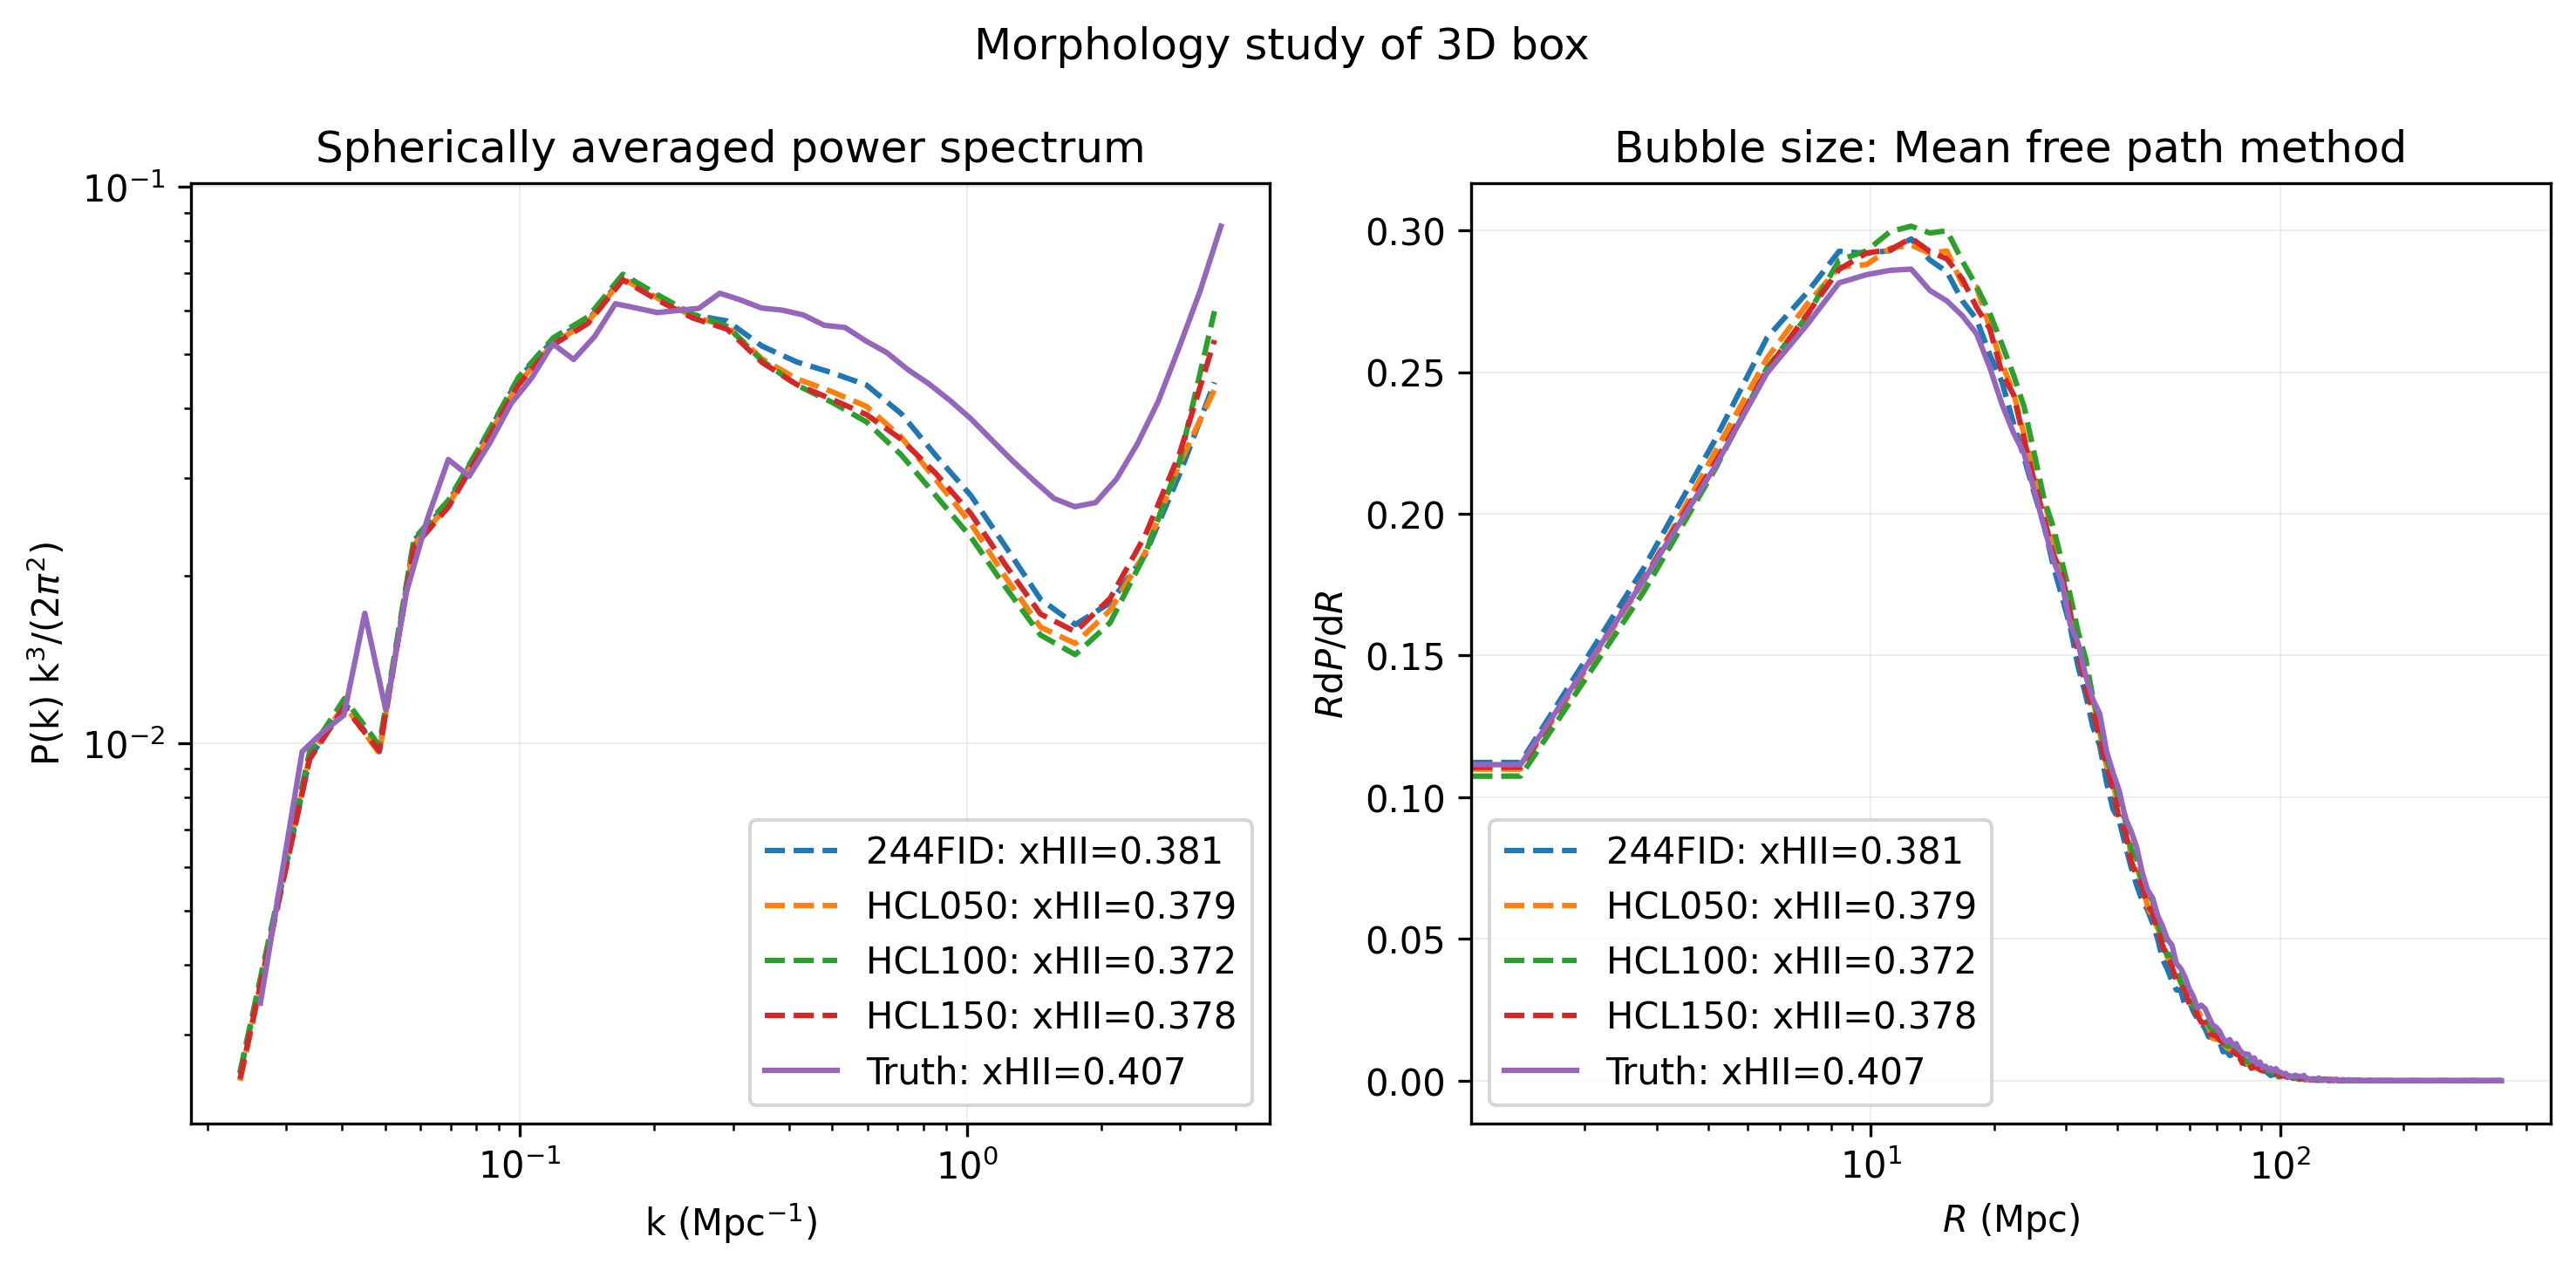 Morphology study of 3D box
Spherically averaged power spectrum
P(k) k³/(2π²)
10⁻¹
10⁻²
10⁻¹
10⁰
k (Mpc⁻¹)
244FID: xHII=0.381
HCL050: xHII=0.379
HCL100: xHII=0.372
HCL150: xHII=0.378
Truth: xHII=0.407
Bubble size: Mean free path method
RdP/dR
0.30
0.25
0.20
0.15
0.10
0.05
0.00
10¹
10²
R (Mpc)
244FID: xHII=0.381
HCL050: xHII=0.379
HCL100: xHII=0.372
HCL150: xHII=0.378
Truth: xHII=0.407